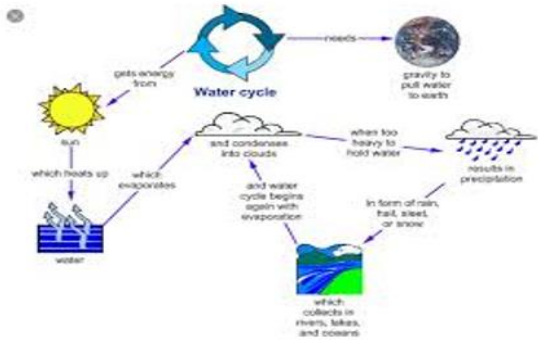 needs
gets energy
from
Water cycle
gravity to
pull water
to earth
sun
and condenses
into clouds
when too
heavy to
hold water
which heats up
which
evaporates
results in
precipitation
and water
cycle begins
again with
evaporation
In form of rain,
hail, sleet,
or snow
water
which
collects in
rivers, lakes,
and oceans